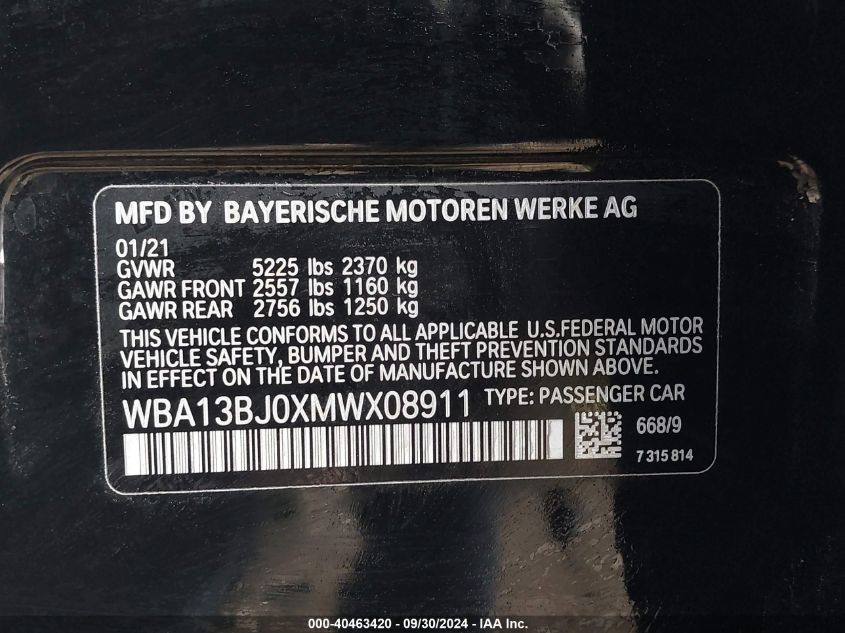 MFD BY BAYERISCHE MOTOREN WERKE AG
01/21
GVWR 5225 lbs 2370 kg
GAWR FRONT 2557 lbs 1160 kg
GAWR REAR 2756 lbs 1250 kg
THIS VEHICLE CONFORMS TO ALL APPLICABLE U.S.FEDERAL MOTOR
VEHICLE SAFETY, BUMPER AND THEFT PREVENTION STANDARDS
IN EFFECT ON THE DATE OF MANUFACTURE SHOWN ABOVE.
WBA13BJ0XMWX08911 TYPE: PASSENGER CAR
668/9
7 315 814
000-40463420 - 09/30/2024 - IAA Inc.